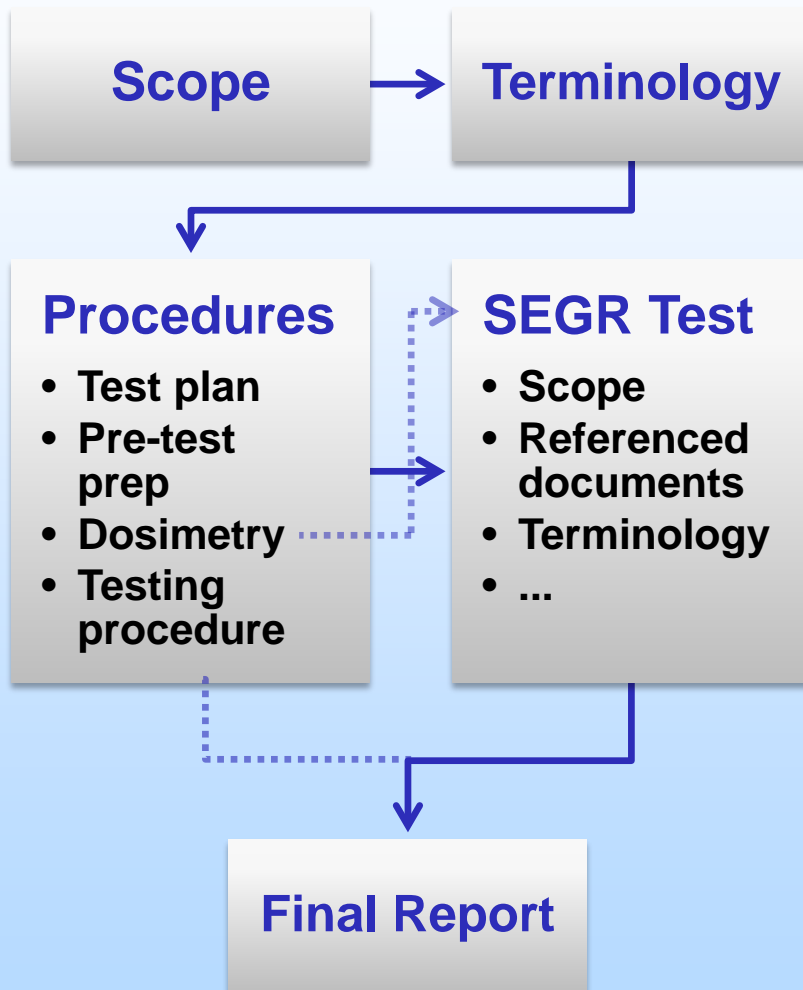 Scope
Terminology
Procedures
• Test plan
• Pre-test
prep
• Dosimetry
• Testing
procedure
SEGR Test
• Scope
• Referenced
documents
• Terminology
• ...
Final Report